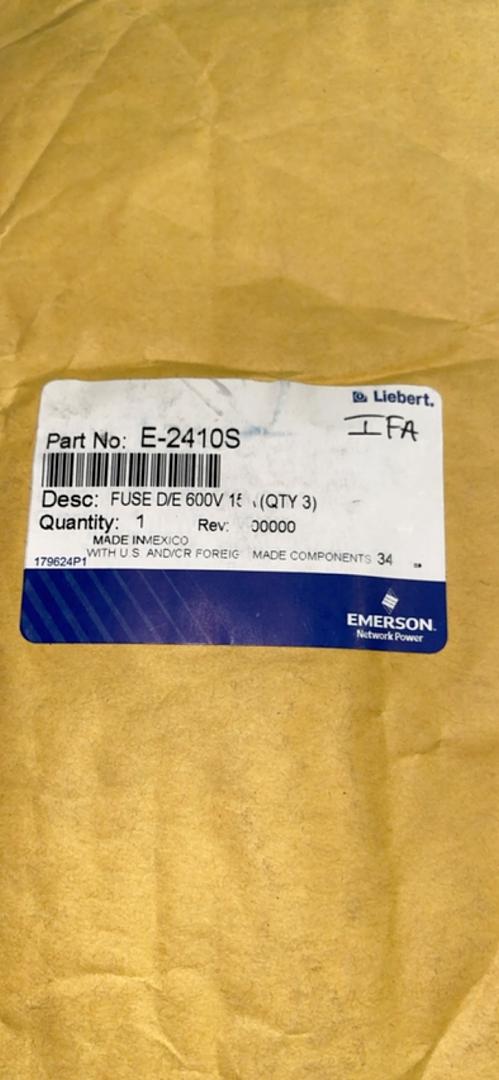 Liebert.
IFA
Part No: E-2410S
Desc: FUSE D/E 600V (QTY 3)
Quantity: 1 Rev: 00000
MADE INMEXICO
WITH U.S. AND/CR FOREIG MADE COMPONENTS 34
179624P1
EMERSON.
Network Power